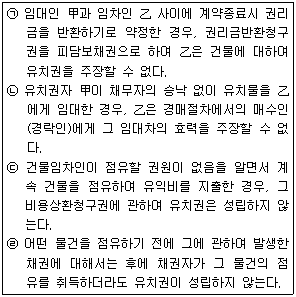 ㉠ 임대인 甲과 임차인 乙 사이에 계약종료시 권리
금을 반환하기로 약정한 경우, 권리금반환청구
권을 피담보채권으로 하여 乙은 건물에 대하여
유치권을 주장할 수 없다.
㉡ 유치권자 甲이 채무자의 승낙 없이 유치물을 乙
에게 임대한 경우, 乙은 경매절차에서의 매수인
(경락인)에게 그 임대차의 효력을 주장할 수 없
다.
㉢ 건물임차인이 점유할 권원이 없음을 알면서 계
속 건물을 점유하여 유익비를 지출한 경우, 그
비용상환청구권에 관하여 유치권은 성립하지 않
는다.
㉣ 어떤 물건을 점유하기 전에 그에 관하여 발생한
채권에 대해서는 후에 채권자가 그 물건의 점
유를 취득하더라도 유치권이 성립하지 않는다.